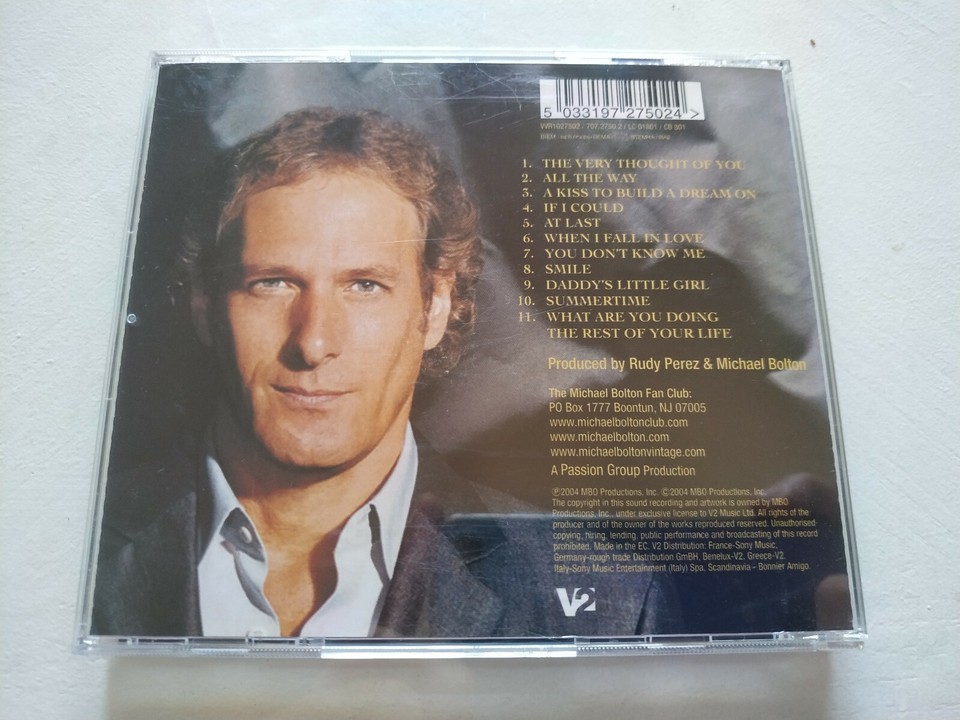 5 033197 275024 >
VVR1027502 - 701.2750.2 / LC 01801 / CB 801
1. THE VERY THOUGHT OF YOU
2. ALL THE WAY
3. A KISS TO BUILD A DREAM ON
4. IF I COULD
5. AT LAST
6. WHEN I FALL IN LOVE
7. YOU DON'T KNOW ME
8. SMILE
9. DADDY'S LITTLE GIRL
10. SUMMERTIME
11. WHAT ARE YOU DOING
THE REST OF YOUR LIFE
Produced by Rudy Perez & Michael Bolton
The Michael Bolton Fan Club:
PO Box 1777 Boontun, NJ 07005
www.michaelboltonclub.com
www.michaelbolton.com
www.michaelboltonvintage.com
A Passion Group Production
℗2004 MBO Productions, Inc. ©2004 MBO Productions, Inc.
The copyright in this sound recording and artwork is owned by MBO
Productions, Inc., under exclusive license to V2 Music Ltd. All rights of the
producer and of the owner of the works reproduced reserved. Unauthorised
copying, hiring, lending, public performance and broadcasting of this record
prohibited. Made in the EC. V2 Distribution: France-Sony Music,
Germany-rough trade Distribution GmBH, Benelux-V2, Greece-V2,
Italy-Sony Music Entertainment (Italy) Spa, Scandinavia - Bonnier Amigo.
V2